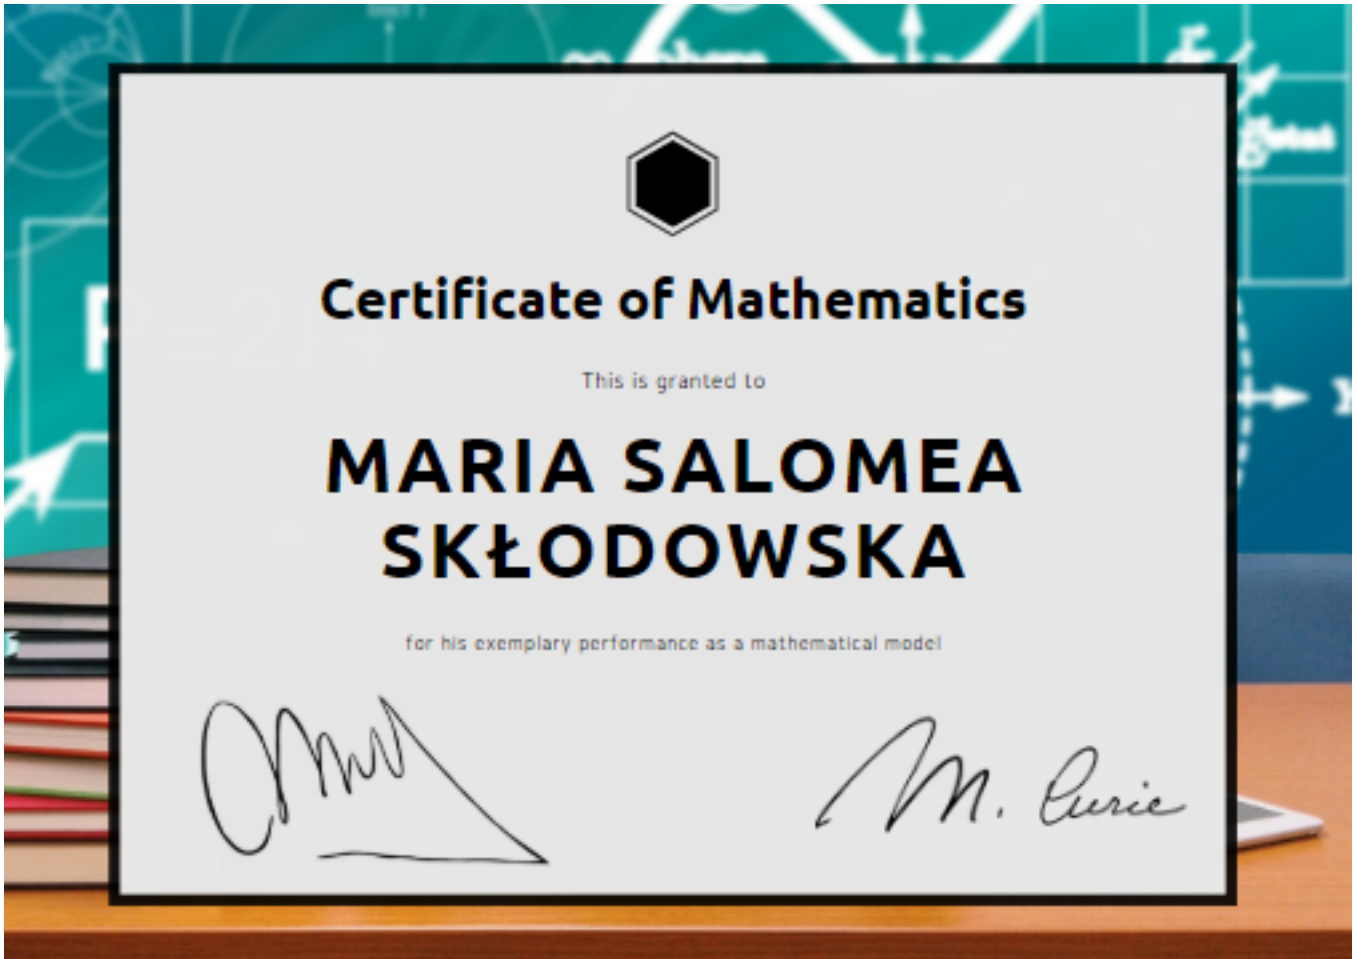 Certificate of Mathematics
This is granted to
MARIA SALOMEA
SKŁODOWSKA
for his exemplary performance as a mathematical model
M. Curie